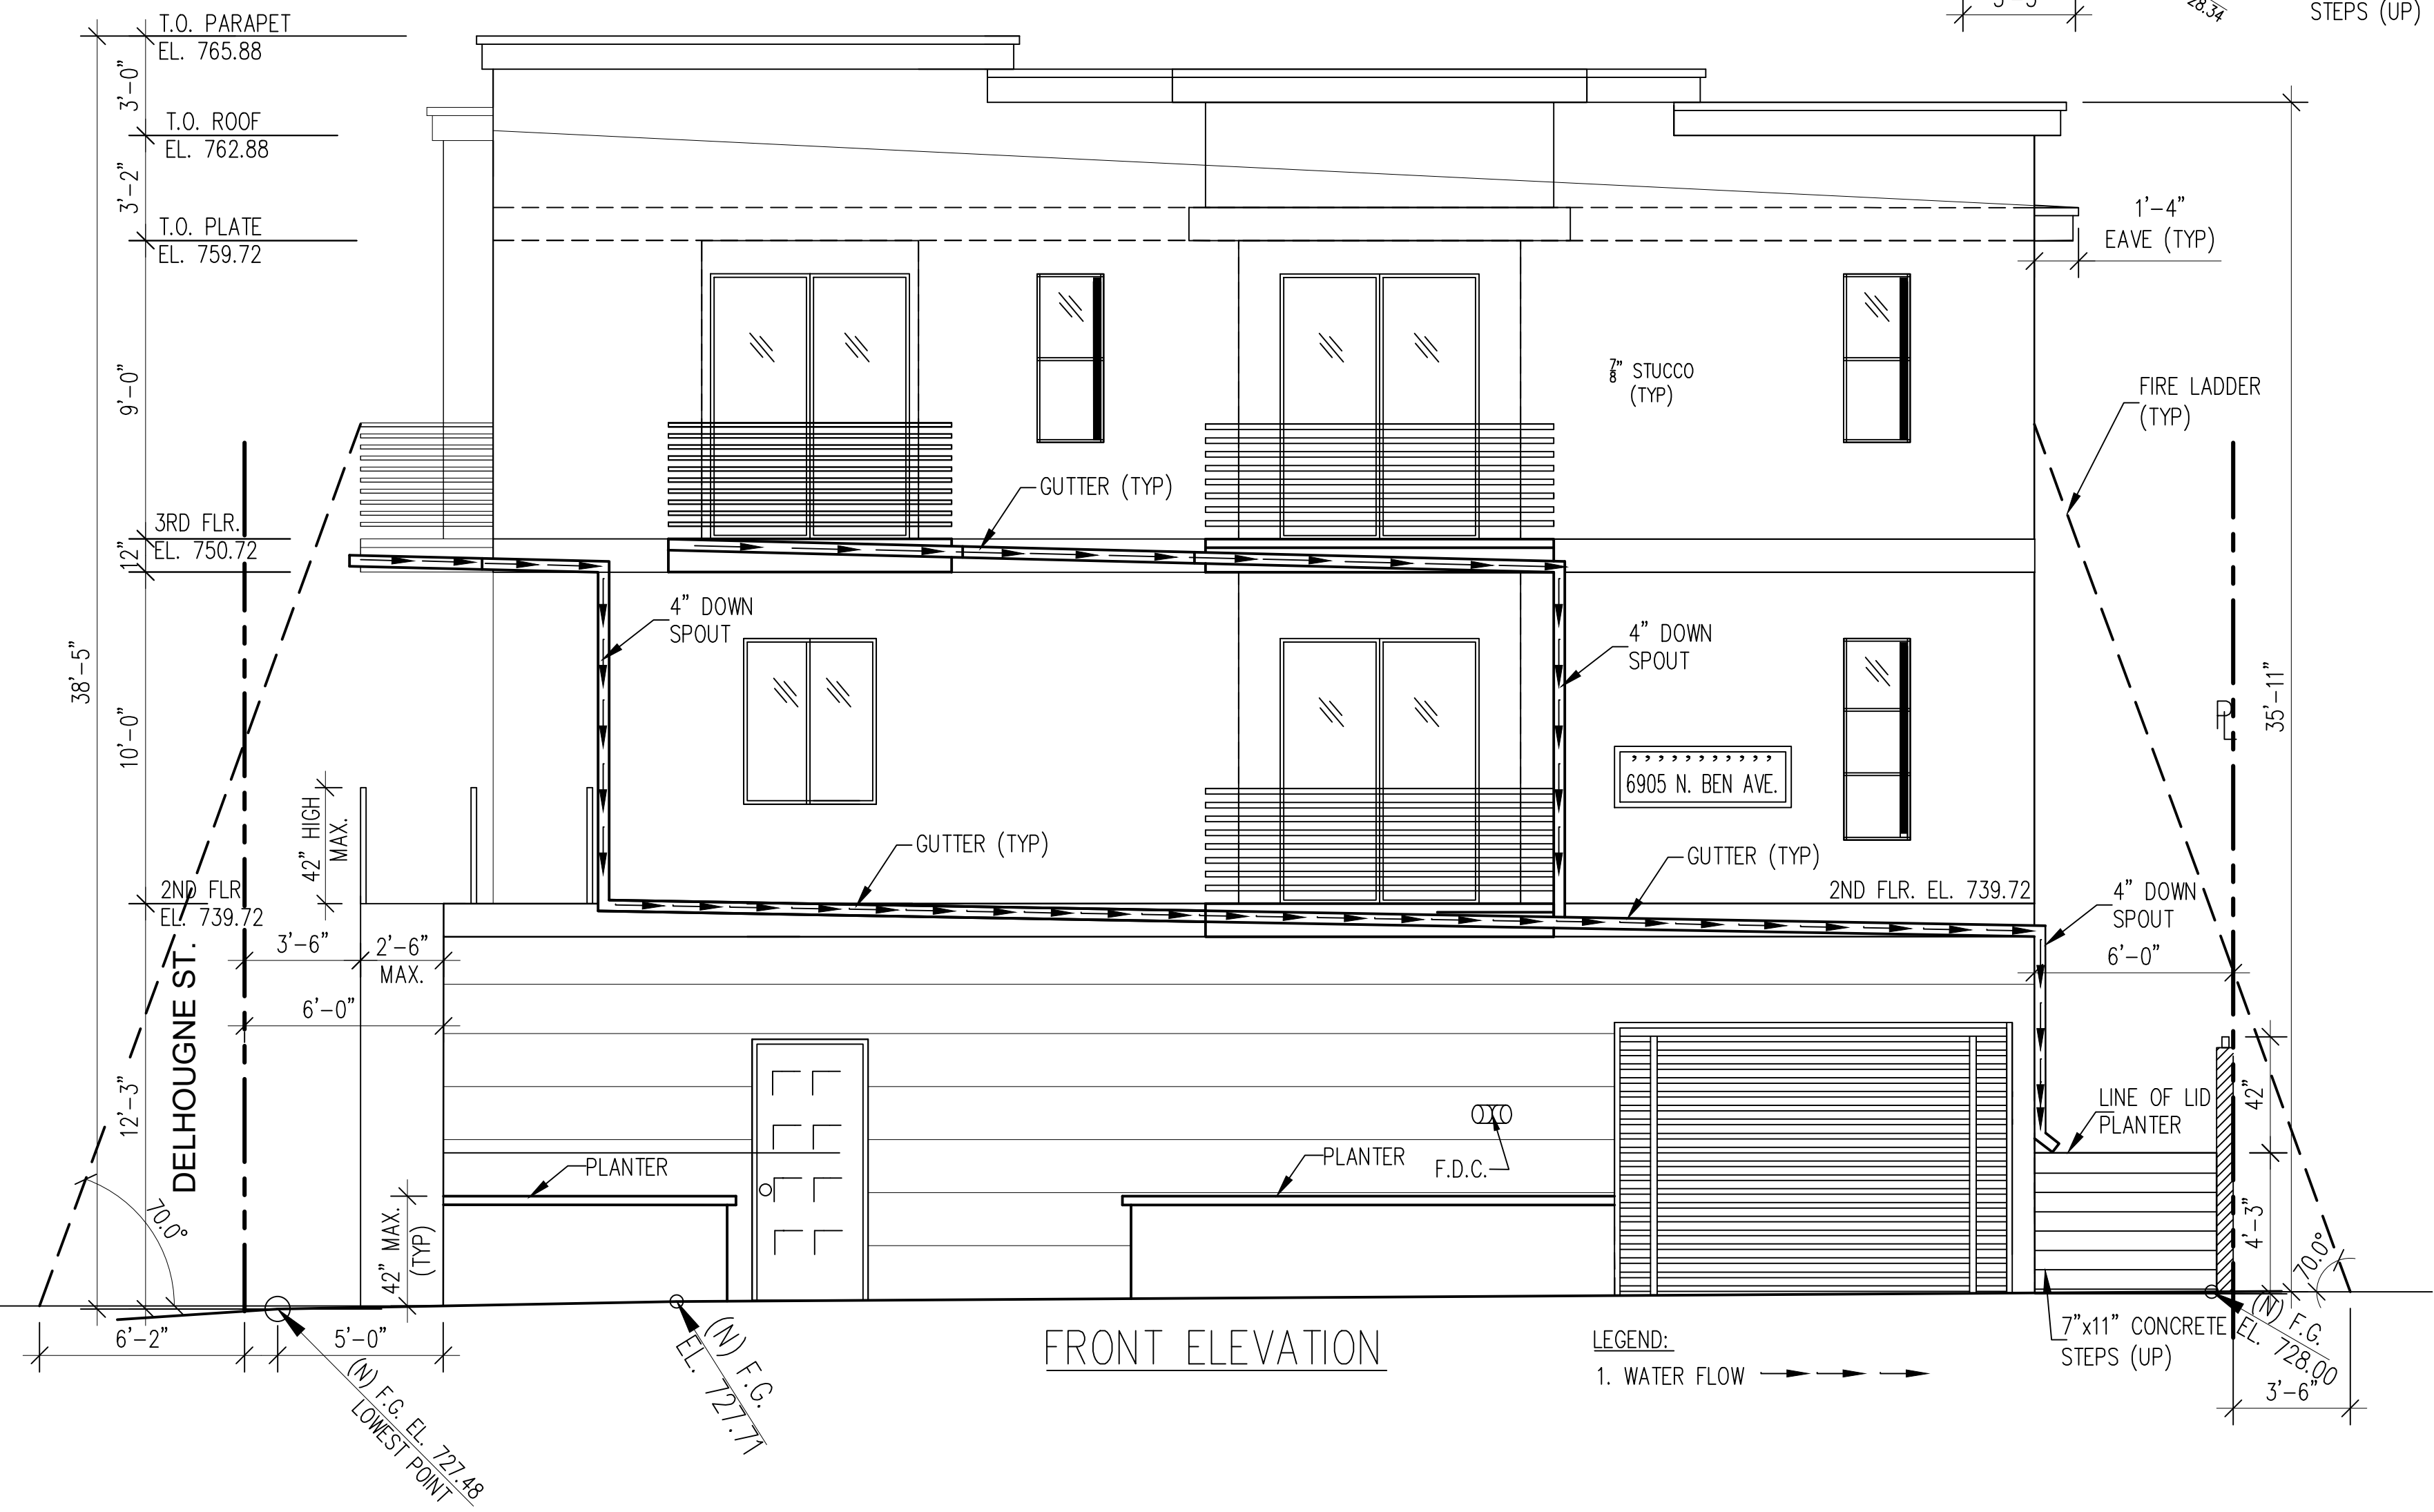 T.O. PARAPET
EL. 765.88
3'-0"
T.O. ROOF
EL. 762.88
3'-2"
T.O. PLATE
EL. 759.72
9'-0"
3RD FLR.
EL. 750.72
12"
38'-5"
10'-0"
2ND FLR
EL. 739.72
12'-3"
DELHOUGNE ST.
70.0°
42" HIGH
MAX.
3'-6"
2'-6"
MAX.
6'-0"
42" MAX.
(TYP)
6'-2"
5'-0"
(N) F.G. EL. 727.48
LOWEST POINT
(N) F.G.
EL. 727.71
STEPS (UP)
28.34
1'-4"
EAVE (TYP)
7/8" STUCCO
(TYP)
FIRE LADDER
(TYP)
GUTTER (TYP)
4" DOWN
SPOUT
4" DOWN
SPOUT
PL
35'-11"
6905 N. BEN AVE.
GUTTER (TYP)
GUTTER (TYP)
2ND FLR. EL. 739.72
4" DOWN
SPOUT
6'-0"
42"
LINE OF LID
PLANTER
4'-3"
70.0°
PLANTER
PLANTER
F.D.C.
7"x11" CONCRETE
STEPS (UP)
(N) F.G.
EL. 728.00
3'-6"
FRONT ELEVATION
LEGEND:
1. WATER FLOW